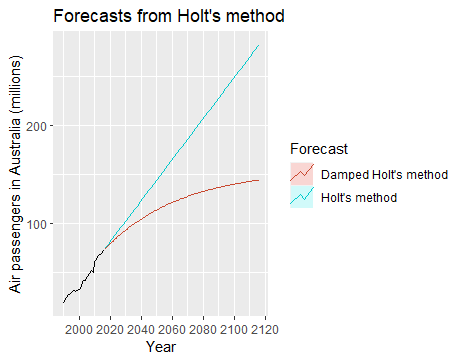 Forecasts from Holt's method
Air passengers in Australia (millions)
200
100
2000 2020 2040 2060 2080 2100 2120
Year
Forecast
Damped Holt's method
Holt's method